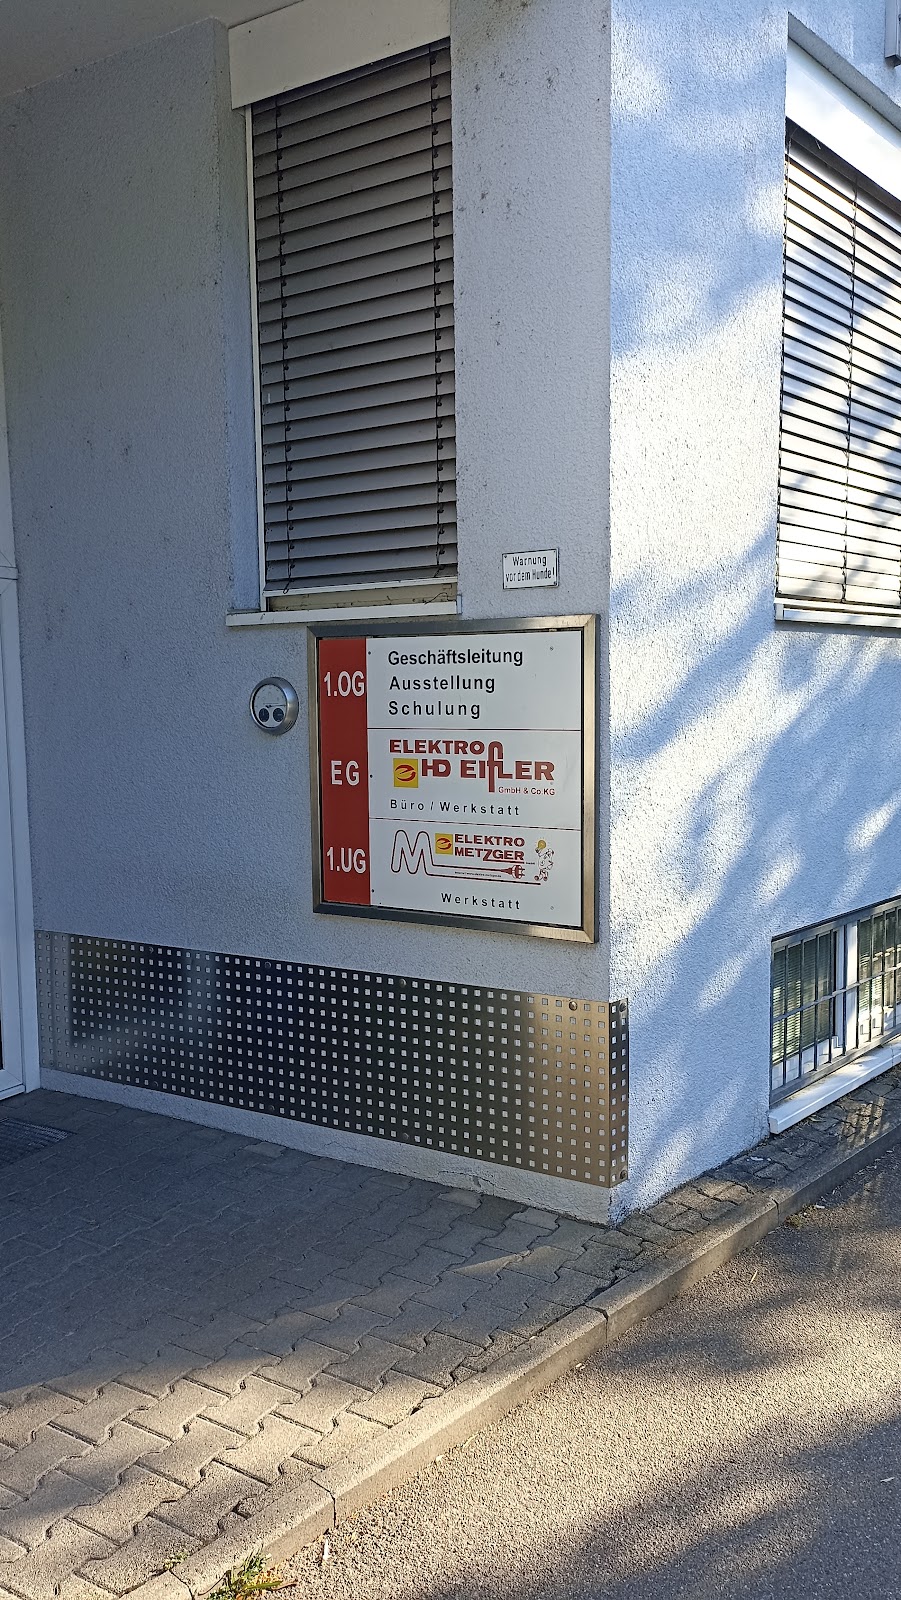 Warnung
vor dem Hunde!
1.OG
Geschäftsleitung
Ausstellung
Schulung
EG
ELEKTRO
HD EIFLER
GmbH & Co.KG
Büro / Werkstatt
1.UG
M ELEKTRO
METZGER
Werkstatt